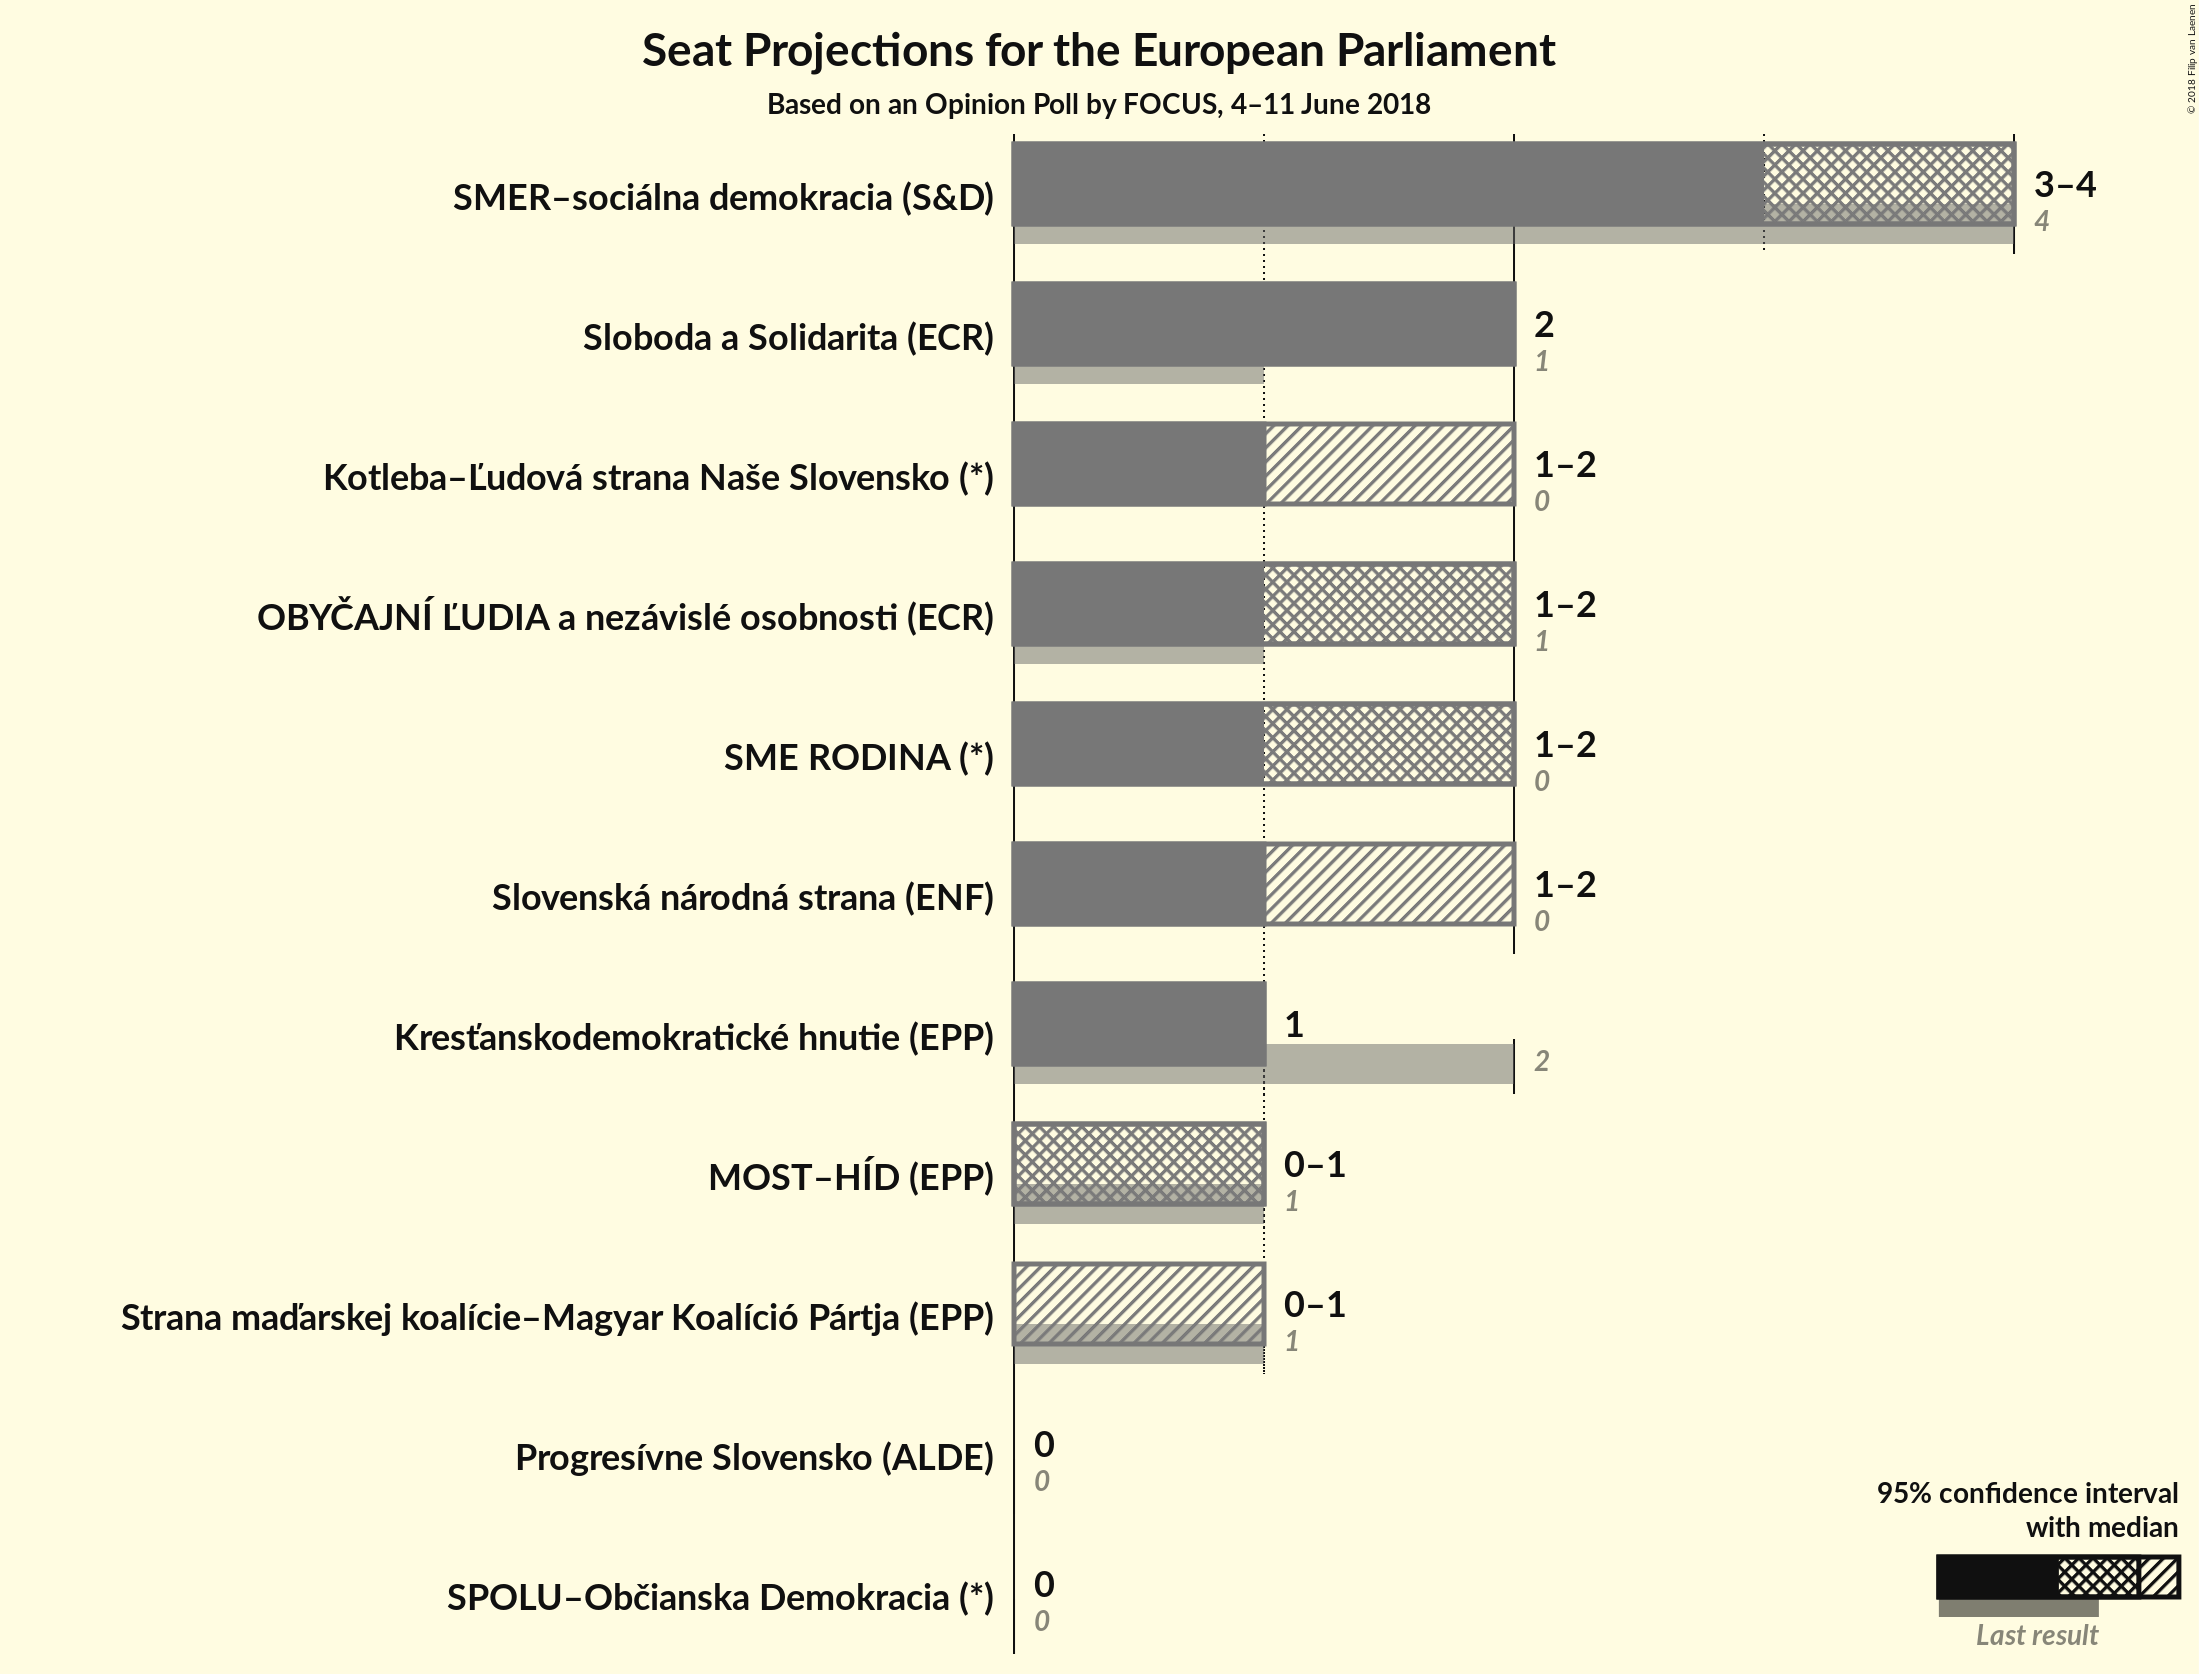 Seat Projections for the European Parliament
Based on an Opinion Poll by FOCUS, 4–11 June 2018
© 2018 Filip van Laenen
SMER–sociálna demokracia (S&D)
3–4
4
Sloboda a Solidarita (ECR)
2
1
Kotleba–Ľudová strana Naše Slovensko (*)
1–2
0
OBYČAJNÍ ĽUDIA a nezávislé osobnosti (ECR)
1–2
1
SME RODINA (*)
1–2
0
Slovenská národná strana (ENF)
1–2
0
Kresťanskodemokratické hnutie (EPP)
1
2
MOST–HÍD (EPP)
0–1
1
Strana maďarskej koalície–Magyar Koalíció Pártja (EPP)
0–1
1
Progresívne Slovensko (ALDE)
0
0
SPOLU–Občianska Demokracia (*)
0
0
95% confidence interval
with median
Last result